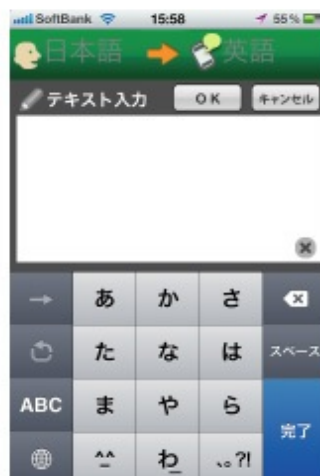 SoftBank 15:58 55%
日本語 英語
テキスト入力 OK キャンセル
→ あ か さ
た な は スペース
ABC ま や ら 完了
^^ わ 、。?!